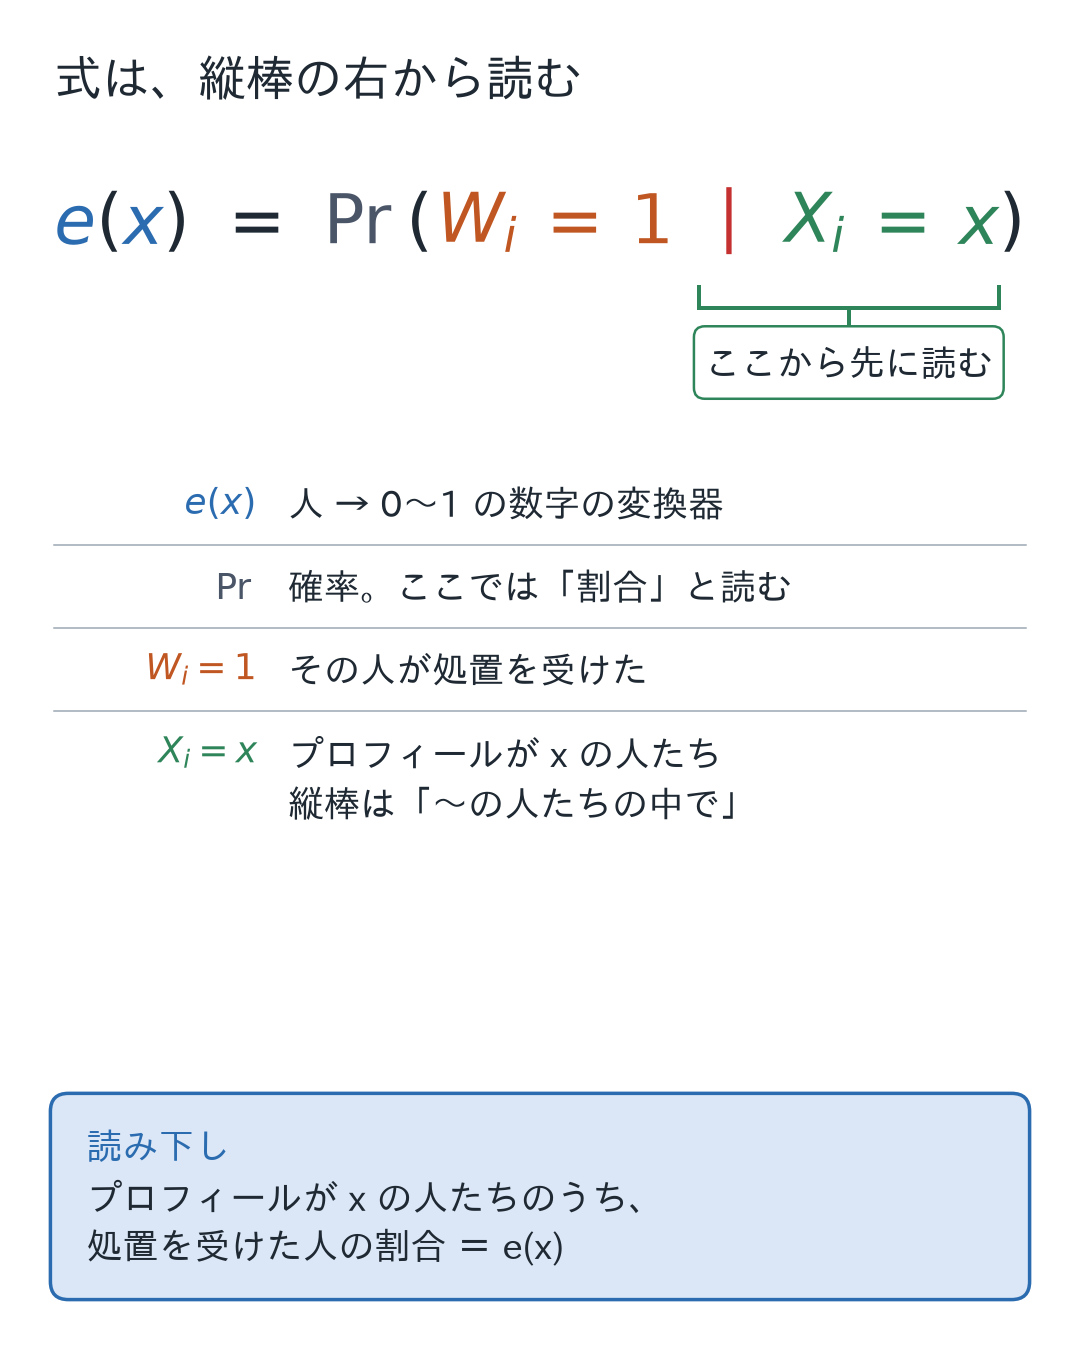 式は、縦棒の右から読む
e(x) = Pr (Wᵢ = 1 | Xᵢ = x)
ここから先に読む
e(x) 人 → 0〜1 の数字の変換器
Pr 確率。ここでは「割合」と読む
Wᵢ = 1 その人が処置を受けた
Xᵢ = x プロフィールが x の人たち
縦棒は「〜の人たちの中で」
読み下し
プロフィールが x の人たちのうち、
処置を受けた人の割合 ＝ e(x)